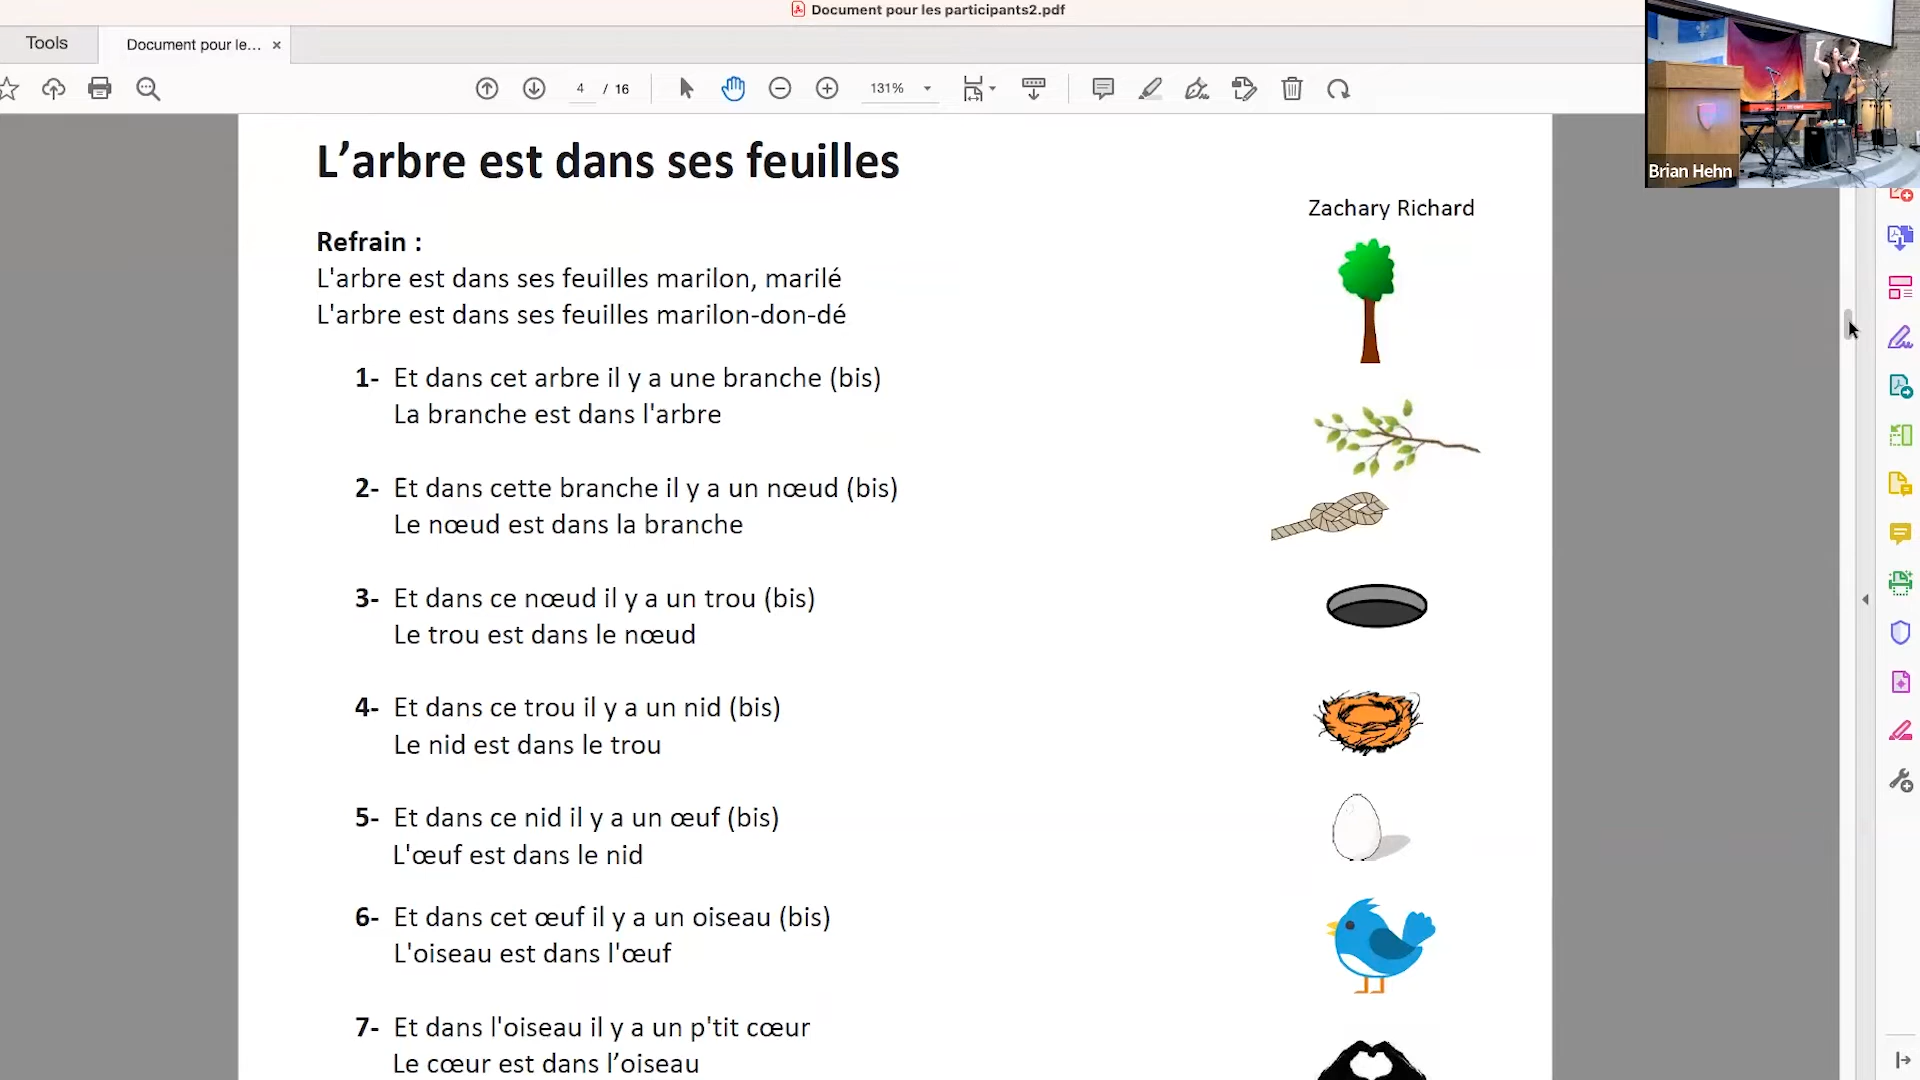 Document pour les participants2.pdf
Tools
Document pour le... ×
4 / 16
131%
Brian Hehn
L’arbre est dans ses feuilles
Zachary Richard
Refrain :
L'arbre est dans ses feuilles marilon, marilé
L'arbre est dans ses feuilles marilon-don-dé
1- Et dans cet arbre il y a une branche (bis)
La branche est dans l'arbre
2- Et dans cette branche il y a un nœud (bis)
Le nœud est dans la branche
3- Et dans ce nœud il y a un trou (bis)
Le trou est dans le nœud
4- Et dans ce trou il y a un nid (bis)
Le nid est dans le trou
5- Et dans ce nid il y a un œuf (bis)
L'œuf est dans le nid
6- Et dans cet œuf il y a un oiseau (bis)
L'oiseau est dans l'œuf
7- Et dans l'oiseau il y a un p'tit cœur
Le cœur est dans l’oiseau